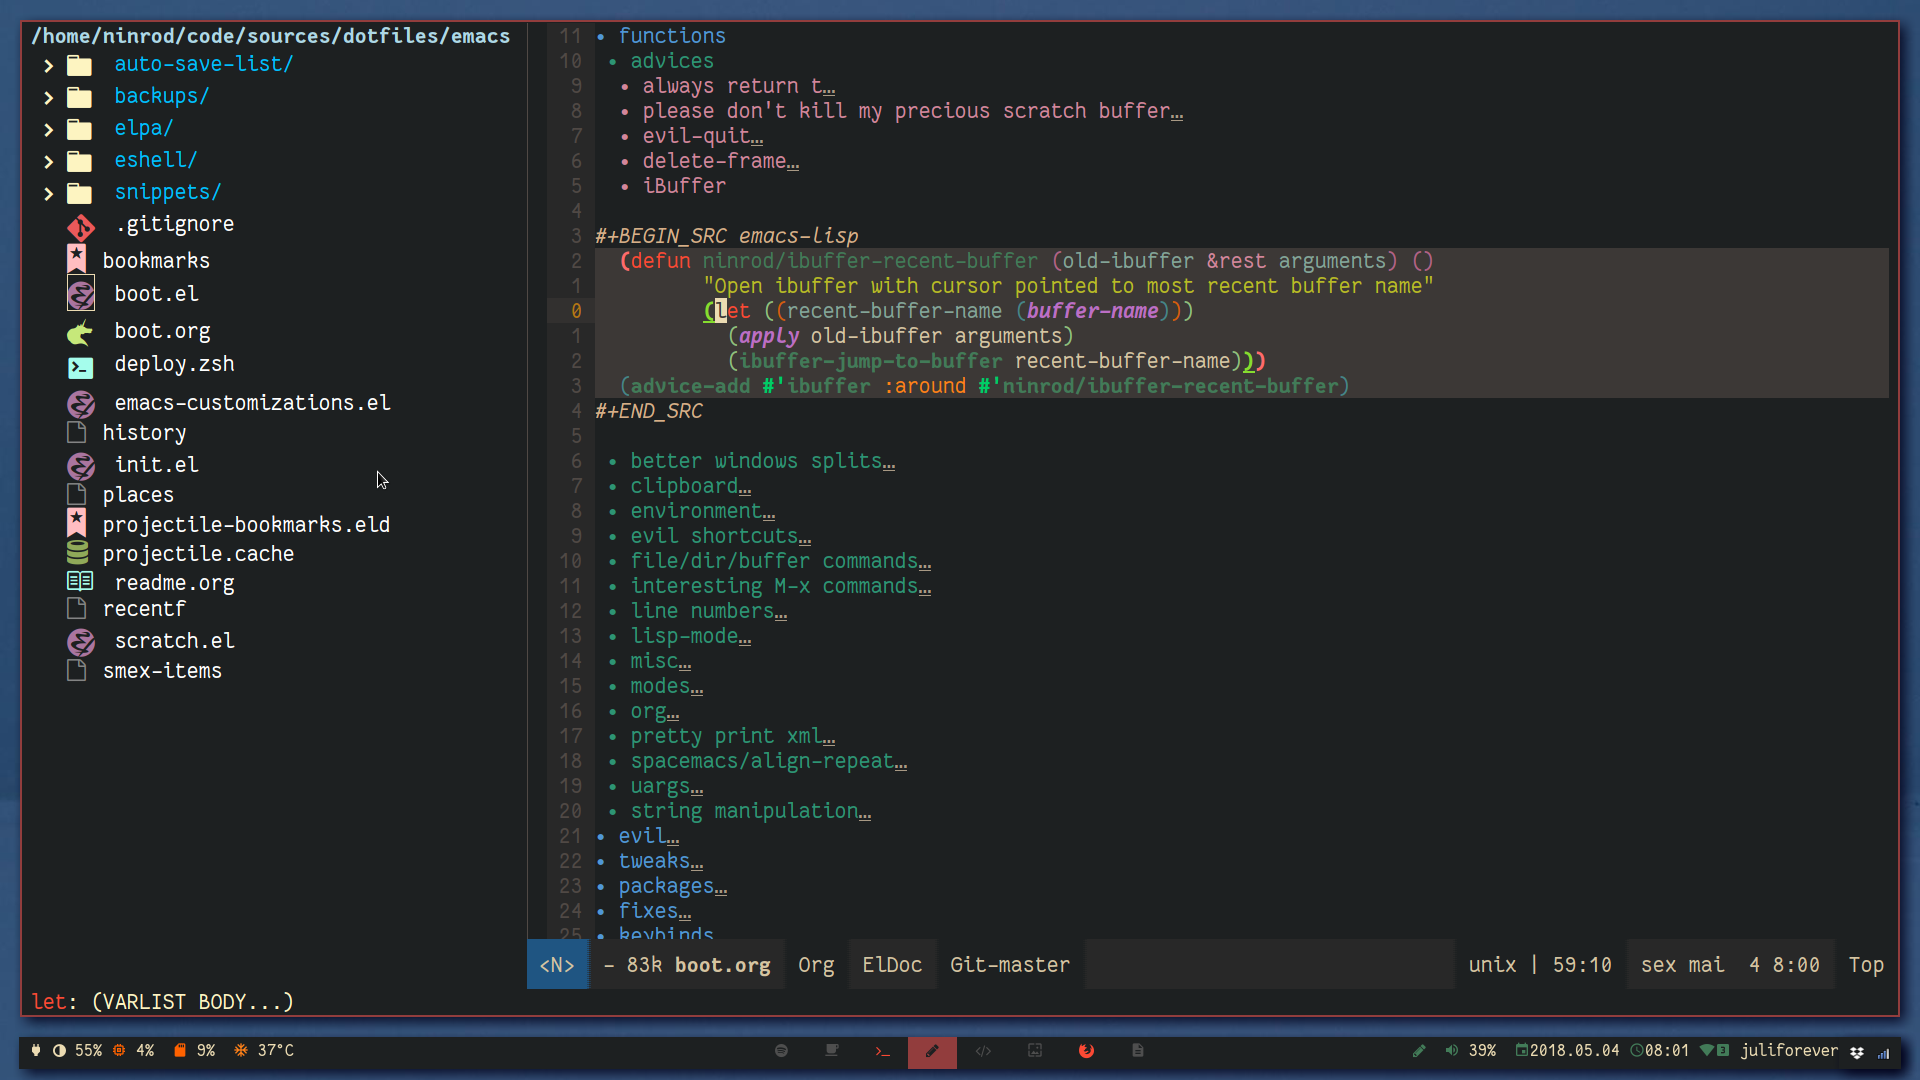 /home/ninrod/code/sources/dotfiles/emacs
auto-save-list/
backups/
elpa/
eshell/
snippets/
.gitignore
bookmarks
boot.el
boot.org
deploy.zsh
emacs-customizations.el
history
init.el
places
projectile-bookmarks.eld
projectile.cache
readme.org
recentf
scratch.el
smex-items
11 • functions
10 • advices
9 • always return t…
8 • please don't kill my precious scratch buffer…
7 • evil-quit…
6 • delete-frame…
5 • iBuffer
4
3 #+BEGIN_SRC emacs-lisp
2 (defun ninrod/ibuffer-recent-buffer (old-ibuffer &rest arguments) ()
1 "Open ibuffer with cursor pointed to most recent buffer name"
0 (let ((recent-buffer-name (buffer-name)))
1 (apply old-ibuffer arguments)
2 (ibuffer-jump-to-buffer recent-buffer-name)))
3 (advice-add #'ibuffer :around #'ninrod/ibuffer-recent-buffer)
4 #+END_SRC
5
6 • better windows splits…
7 • clipboard…
8 • environment…
9 • evil shortcuts…
10 • file/dir/buffer commands…
11 • interesting M-x commands…
12 • line numbers…
13 • lisp-mode…
14 • misc…
15 • modes…
16 • org…
17 • pretty print xml…
18 • spacemacs/align-repeat…
19 • uargs…
20 • string manipulation…
21 • evil…
22 • tweaks…
23 • packages…
24 • fixes…
25 • keybinds
<N> - 83k boot.org Org ElDoc Git-master unix | 59:10 sex mai 4 8:00 Top
let: (VARLIST BODY...)
55% 4% 9% 37°C 39% 2018.05.04 08:01 3 juliforever